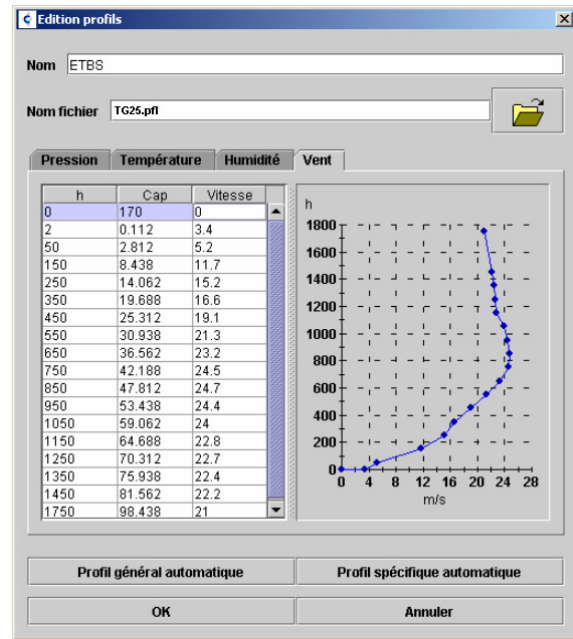 Edition profils
Nom ETBS
Nom fichier TG25.pfl
Pression Température Humidité Vent
h Cap Vitesse
0 170 0
2 0.112 3.4
50 2.812 5.2
150 8.438 11.7
250 14.062 15.2
350 19.688 16.6
450 25.312 19.1
550 30.938 21.3
650 36.562 23.2
750 42.188 24.5
850 47.812 24.7
950 53.438 24.4
1050 59.062 24
1150 64.688 22.8
1250 70.312 22.7
1350 75.938 22.4
1450 81.562 22.2
1750 98.438 21
h
1800
1600
1400
1200
1000
800
600
400
200
0
0 4 8 12 16 20 24 28
m/s
Profil général automatique Profil spécifique automatique
OK Annuler